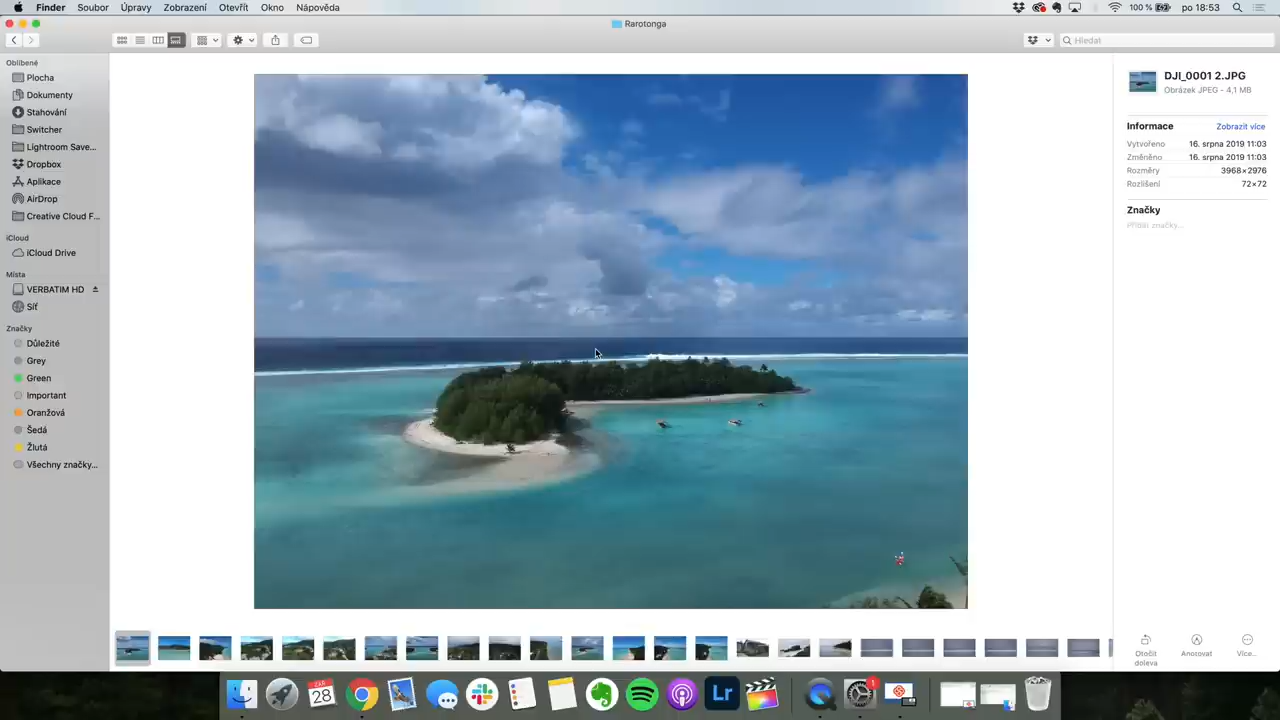 Finder Soubor Úpravy Zobrazení Otevřít Okno Nápověda 100 % po 18:53
Rarotonga
Hledat
Oblíbené
Plocha
Dokumenty
Stahování
Switcher
Lightroom Save...
Dropbox
Aplikace
AirDrop
Creative Cloud F...
iCloud
iCloud Drive
Místa
VERBATIM HD
Síť
Značky
Důležité
Grey
Green
Important
Oranžová
Šedá
Žlutá
Všechny značky...
DJI_0001 2.JPG
Obrázek JPEG - 4,1 MB
Informace Zobrazit více
Vytvořeno 16. srpna 2019 11:03
Změněno 16. srpna 2019 11:03
Rozměry 3968×2976
Rozlišení 72×72
Značky
Přidat značky...
Otočit doleva
Anotovat
Více...
ZÁŘ
28
Lr
1